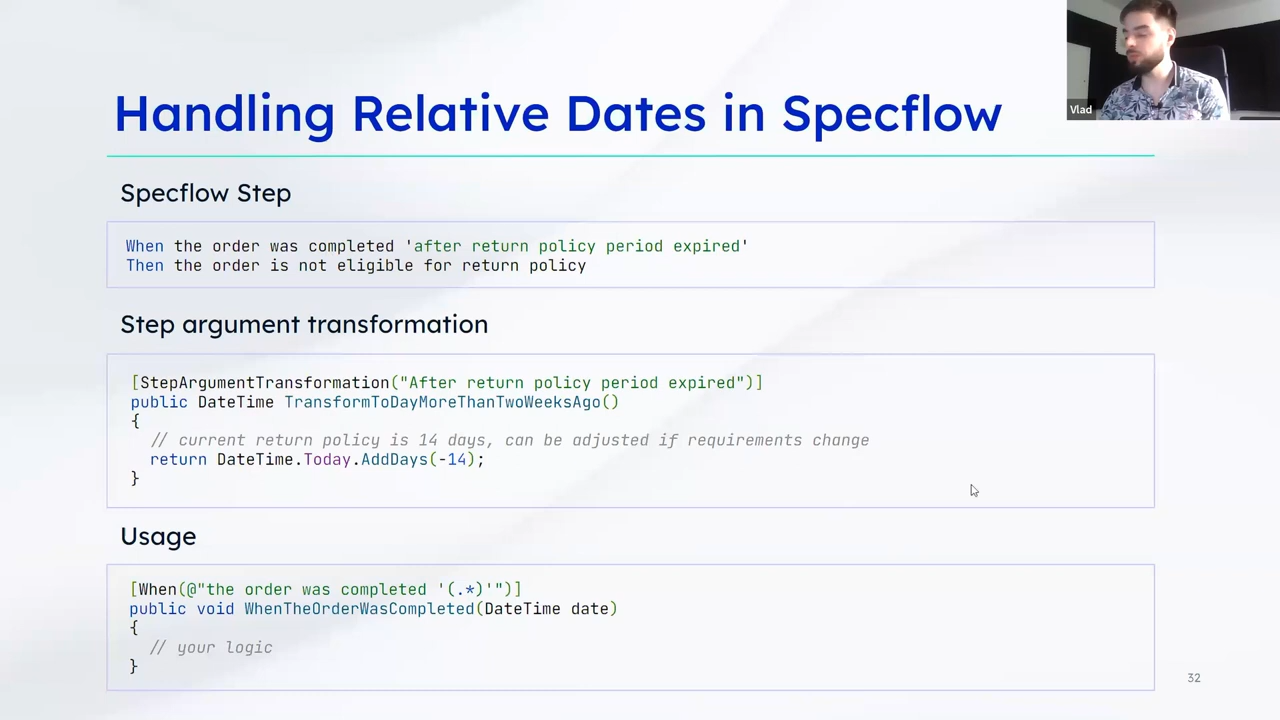 Handling Relative Dates in Specflow
Vlad
Specflow Step
When the order was completed 'after return policy period expired'
Then the order is not eligible for return policy
Step argument transformation
[StepArgumentTransformation("After return policy period expired")]
public DateTime TransformToDayMoreThanTwoWeeksAgo()
{
// current return policy is 14 days, can be adjusted if requirements change
return DateTime.Today.AddDays(-14);
}
Usage
[When(@"the order was completed '(.*)'")]
public void WhenTheOrderWasCompleted(DateTime date)
{
// your logic
}
32